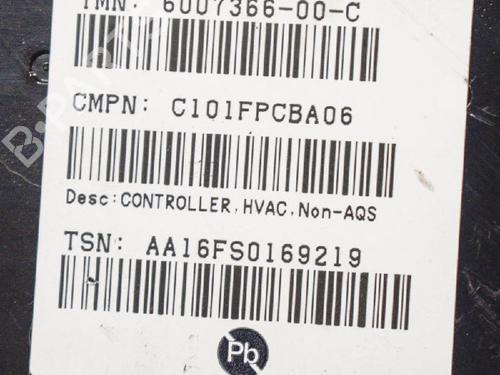 TMN: 6007366-00-C
CMPN: C101FPCBA06
Desc:CONTROLLER,HVAC,Non-AQS
TSN: AA16FS0169219
Pb